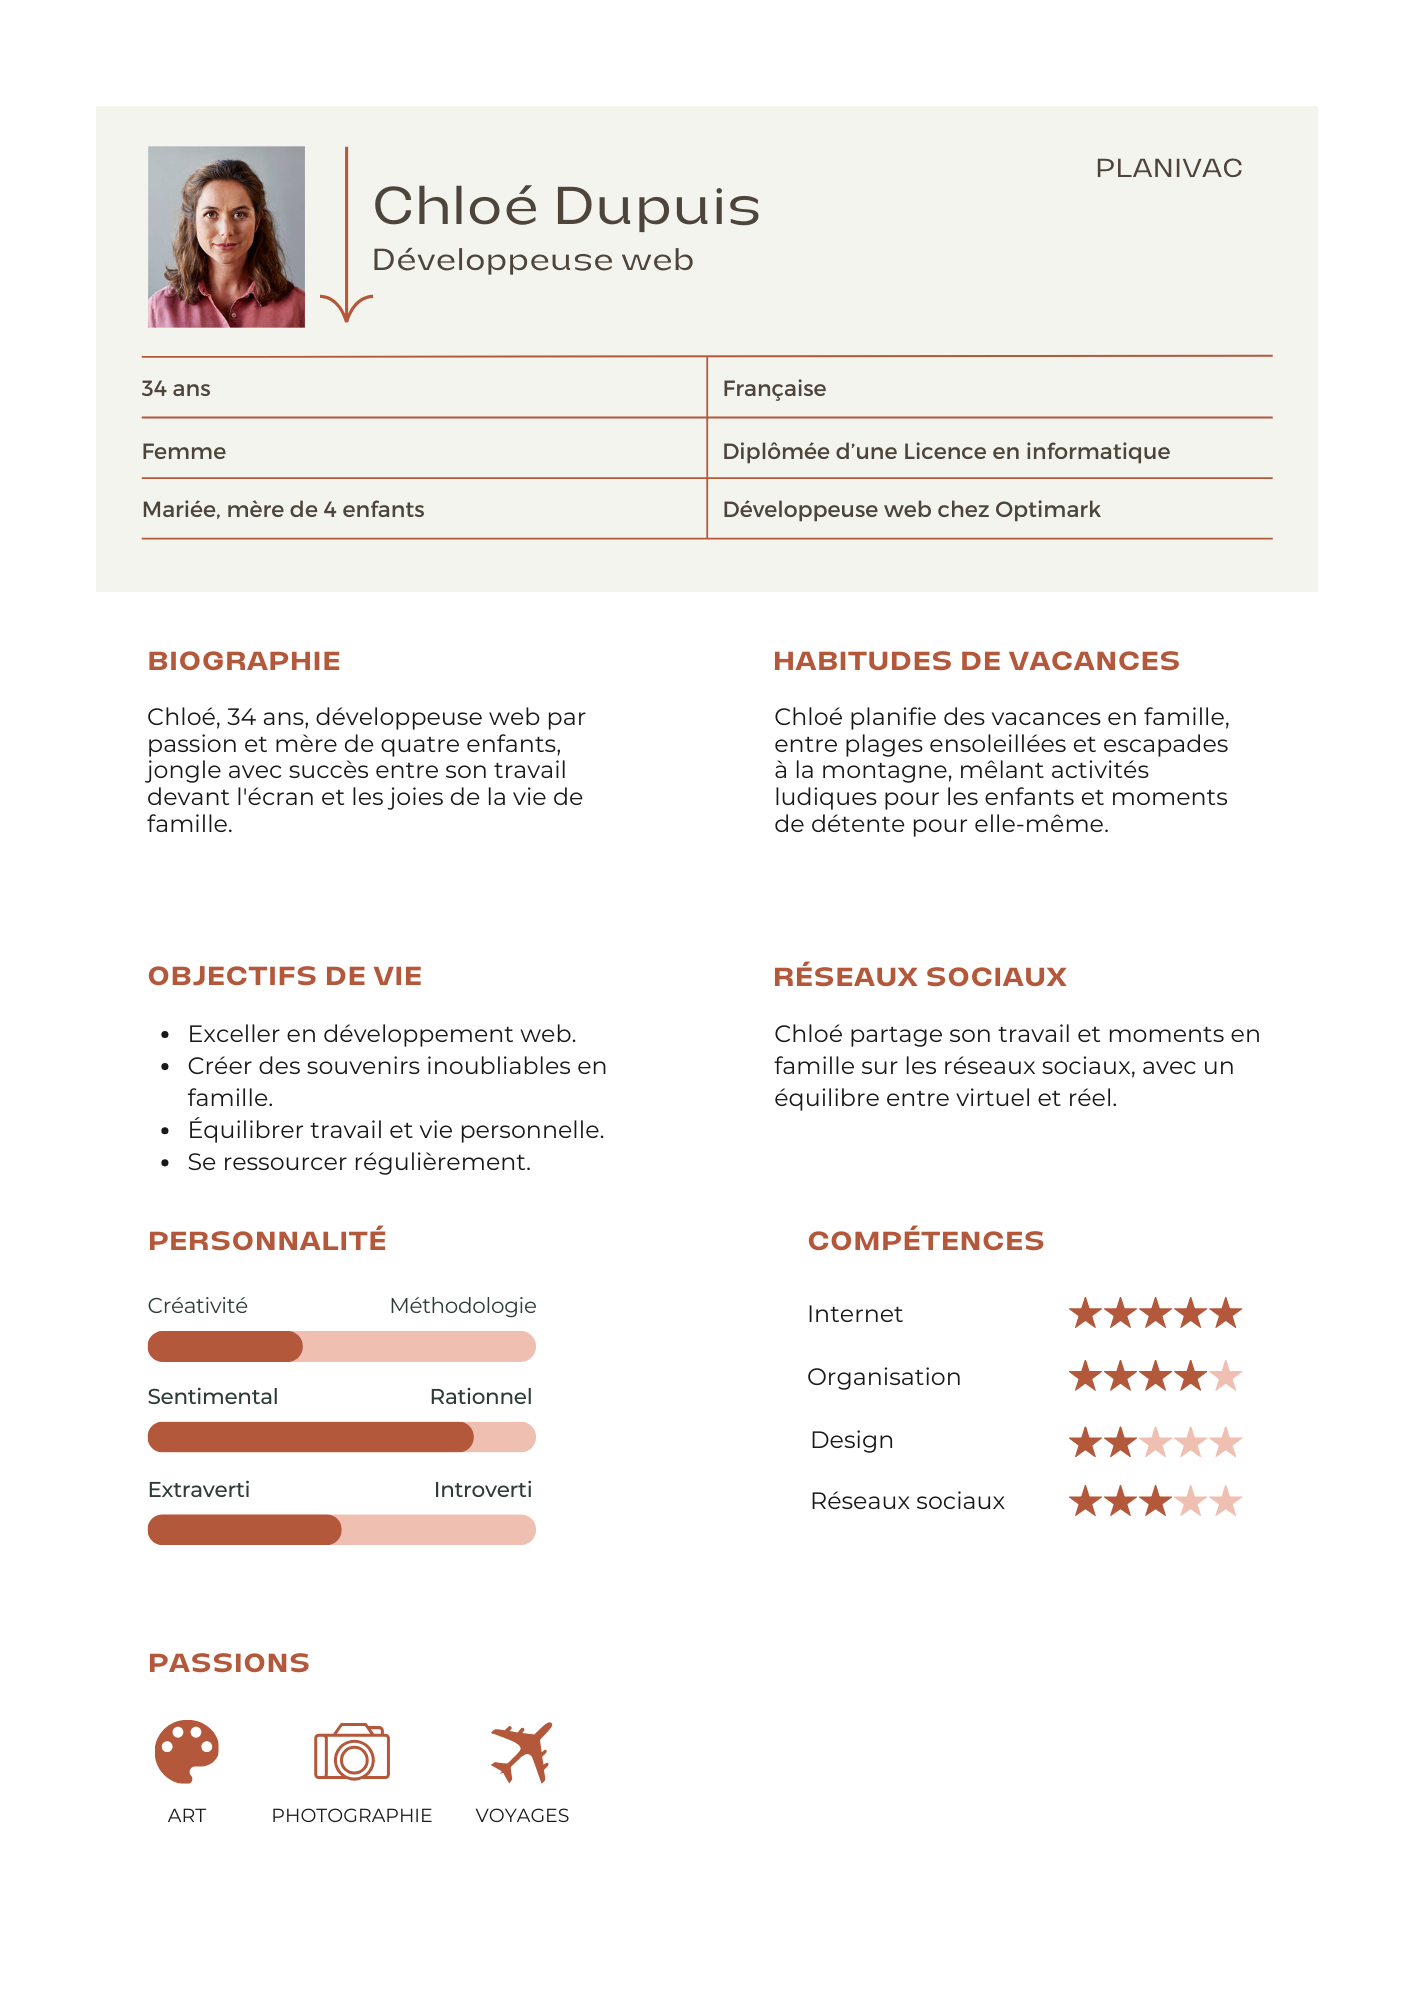 PLANIVAC
Chloé Dupuis
Développeuse web
34 ans
Française
Femme
Diplômée d’une Licence en informatique
Mariée, mère de 4 enfants
Développeuse web chez Optimark
BIOGRAPHIE
Chloé, 34 ans, développeuse web par
passion et mère de quatre enfants,
jongle avec succès entre son travail
devant l'écran et les joies de la vie de
famille.
HABITUDES DE VACANCES
Chloé planifie des vacances en famille,
entre plages ensoleillées et escapades
à la montagne, mêlant activités
ludiques pour les enfants et moments
de détente pour elle-même.
OBJECTIFS DE VIE
• Exceller en développement web.
• Créer des souvenirs inoubliables en
famille.
• Équilibrer travail et vie personnelle.
• Se ressourcer régulièrement.
RÉSEAUX SOCIAUX
Chloé partage son travail et moments en
famille sur les réseaux sociaux, avec un
équilibre entre virtuel et réel.
PERSONNALITÉ
Créativité
Méthodologie
Sentimental
Rationnel
Extraverti
Introverti
COMPÉTENCES
Internet
Organisation
Design
Réseaux sociaux
PASSIONS
ART
PHOTOGRAPHIE
VOYAGES